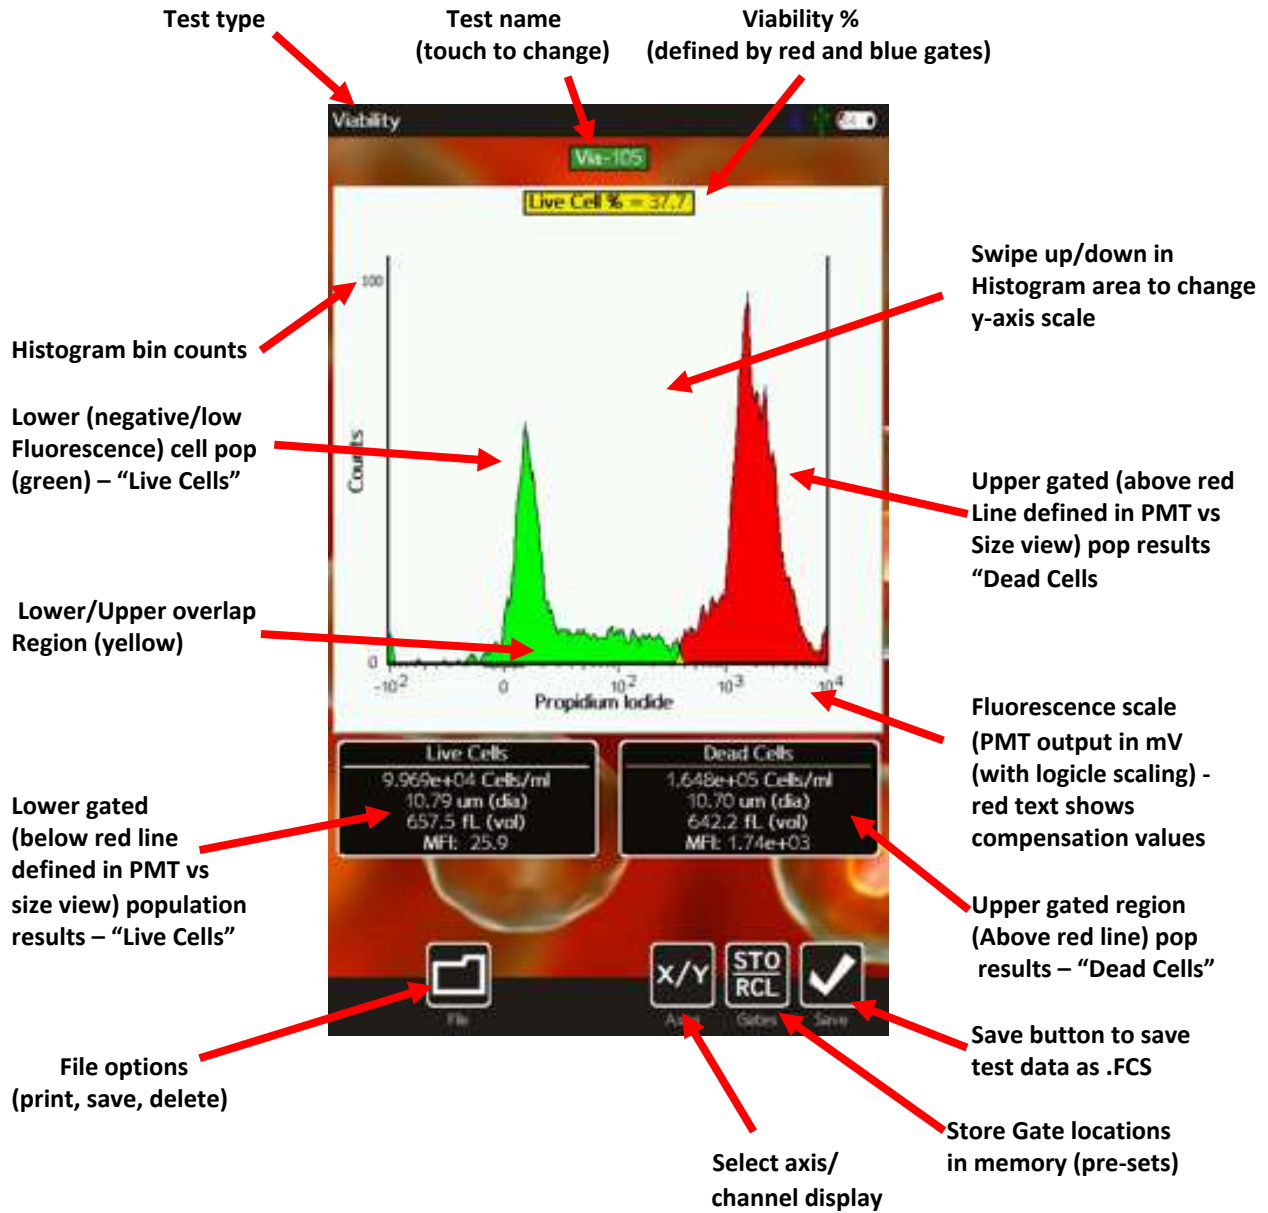 Test type
Test name
(touch to change)
Viability %
(defined by red and blue gates)
Viability
Via-105
Live Cell % = 37.7
Swipe up/down in
Histogram area to change
y-axis scale
100
Histogram bin counts
Lower (negative/low
Fluorescence) cell pop
(green) – “Live Cells”
Counts
Upper gated (above red
Line defined in PMT vs
Size view) pop results
“Dead Cells
Lower/Upper overlap
Region (yellow)
0
-10²
0
10²
10³
10⁴
Propidium Iodide
Fluorescence scale
(PMT output in mV
(with logicle scaling) -
red text shows
compensation values
Live Cells
9.969e+04 Cells/ml
10.79 um (dia)
657.5 fL (vol)
MFI: 25.9
Dead Cells
1.648e+05 Cells/ml
10.70 um (dia)
642.2 fL (vol)
MFI: 1.74e+03
Lower gated
(below red line
defined in PMT vs
size view) population
results – “Live Cells”
Upper gated region
(Above red line) pop
results – “Dead Cells”
X/Y
STO
RCL
File
Gates
Save
Save button to save
test data as .FCS
File options
(print, save, delete)
Store Gate locations
in memory (pre-sets)
Select axis/
channel display